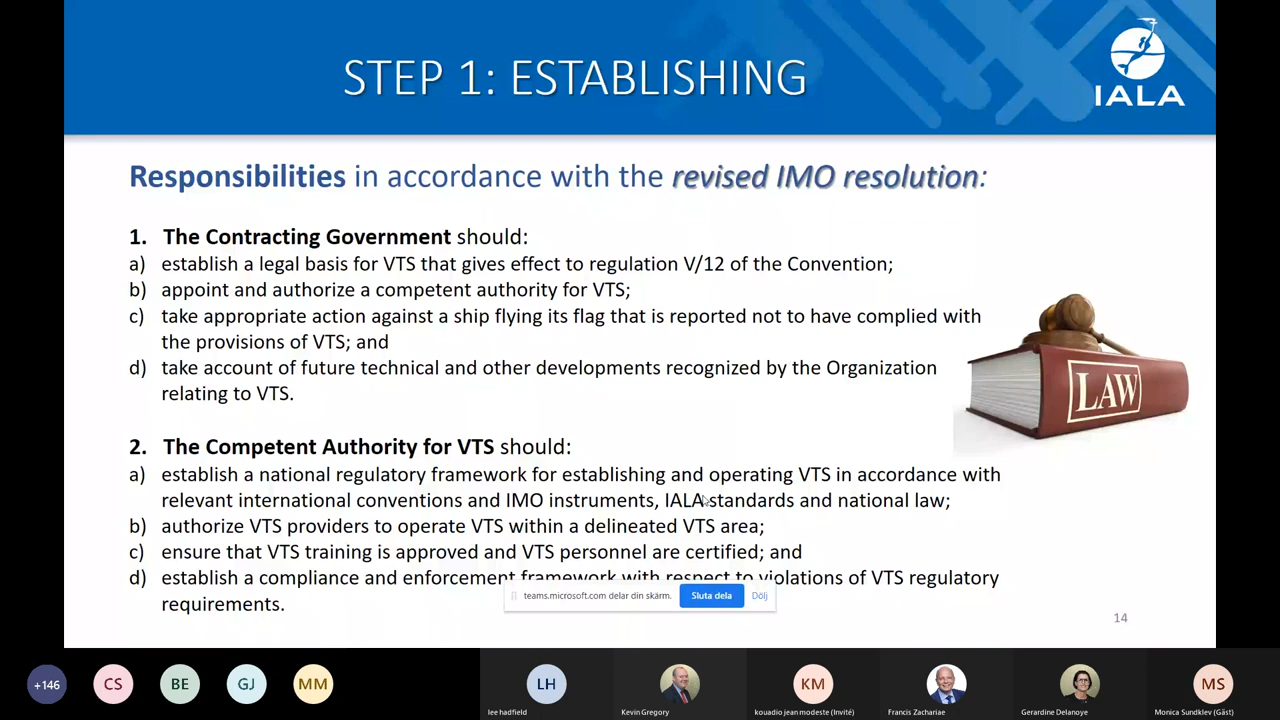 STEP 1: ESTABLISHING
IALA
Responsibilities in accordance with the revised IMO resolution:
1. The Contracting Government should:
a) establish a legal basis for VTS that gives effect to regulation V/12 of the Convention;
b) appoint and authorize a competent authority for VTS;
c) take appropriate action against a ship flying its flag that is reported not to have complied with
the provisions of VTS; and
d) take account of future technical and other developments recognized by the Organization
relating to VTS.
LAW
2. The Competent Authority for VTS should:
a) establish a national regulatory framework for establishing and operating VTS in accordance with
relevant international conventions and IMO instruments, IALA standards and national law;
b) authorize VTS providers to operate VTS within a delineated VTS area;
c) ensure that VTS training is approved and VTS personnel are certified; and
d) establish a compliance and enforcement framework with respect to violations of VTS regulatory
requirements.
teams.microsoft.com delar din skärm. Sluta dela Dölj
14
+146 CS BE GJ MM LH KM MS
lee hadfield Kevin Gregory kouadio jean modeste (Invité) Francis Zachariae Gerardine Delanoye Monica Sundklev (Gäst)